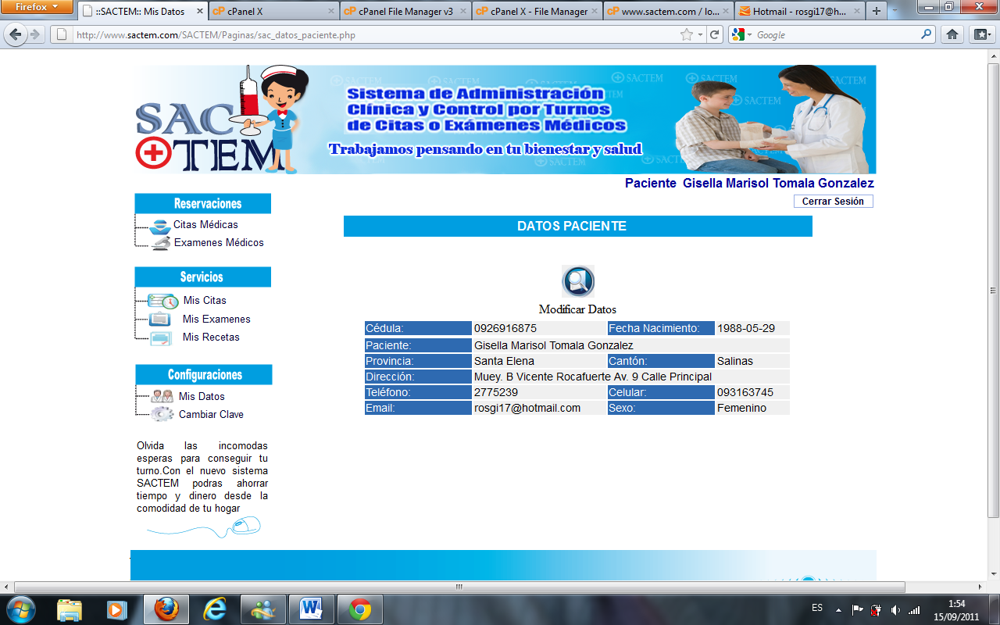 Firefox
::SACTEM:: Mis Datos
cPanel X
cPanel File Manager v3
cPanel X - File Manager
www.sactem.com / lo...
Hotmail - rosgi17@h...
http://www.sactem.com/SACTEM/Paginas/sac_datos_paciente.php
Google
SAC
TEM
Sistema de Administración
Clínica y Control por Turnos
de Citas o Exámenes Médicos
Trabajamos pensando en tu bienestar y salud
SACTEM
SACTEM
SACTEM
SACTEM
SACTEM
SACTEM
Paciente Gisella Marisol Tomala Gonzalez
Cerrar Sesión
Reservaciones
Citas Médicas
Examenes Médicos
Servicios
Mis Citas
Mis Examenes
Mis Recetas
Configuraciones
Mis Datos
Cambiar Clave
Olvida las incomodas
esperas para conseguir tu
turno.Con el nuevo sistema
SACTEM podras ahorrar
tiempo y dinero desde la
comodidad de tu hogar
DATOS PACIENTE
Modificar Datos
Cédula: 0926916875 Fecha Nacimiento: 1988-05-29
Paciente: Gisella Marisol Tomala Gonzalez
Provincia: Santa Elena Cantón: Salinas
Dirección: Muey. B Vicente Rocafuerte Av. 9 Calle Principal
Teléfono: 2775239 Celular: 093163745
Email: rosgi17@hotmail.com Sexo: Femenino
ES
1:54
15/09/2011